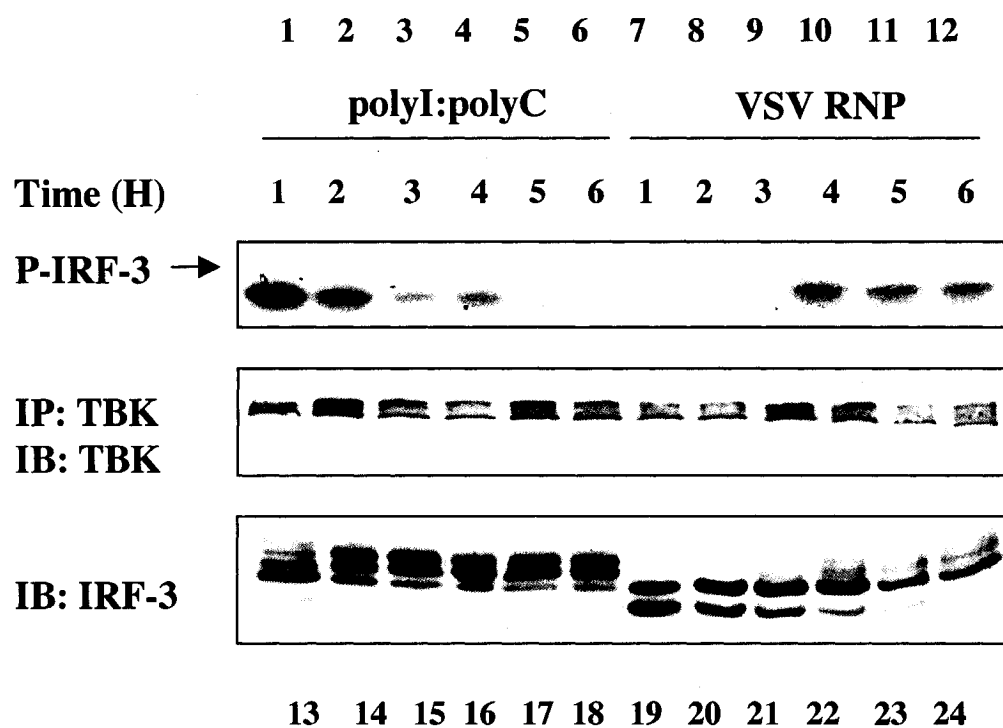 1 2 3 4 5 6 7 8 9 10 11 12
polyI:polyC VSV RNP
Time (H) 1 2 3 4 5 6 1 2 3 4 5 6
P-IRF-3 →
IP: TBK
IB: TBK
IB: IRF-3
13 14 15 16 17 18 19 20 21 22 23 24